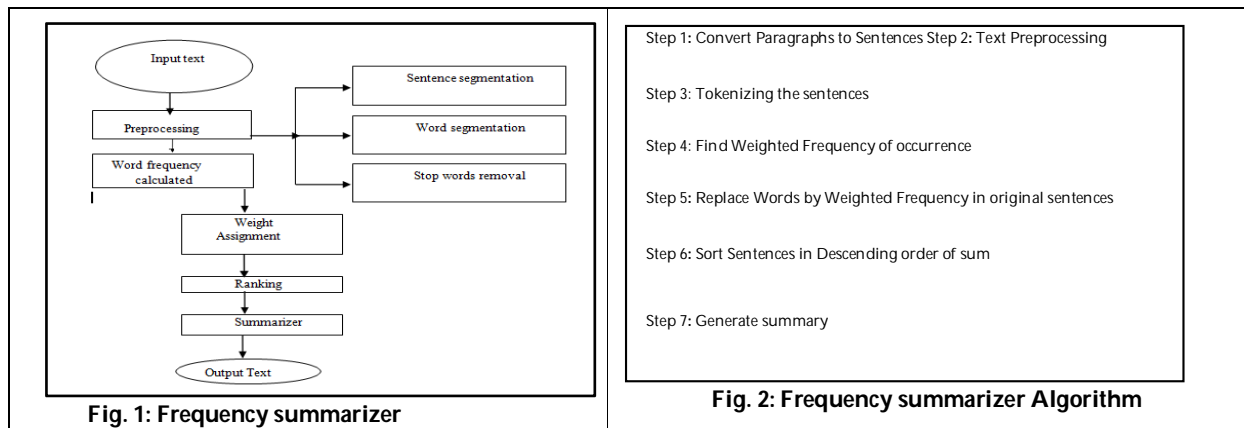 Input text
Preprocessing
Word frequency
calculated
Sentence segmentation
Word segmentation
Stop words removal
Weight
Assignment
Ranking
Summarizer
Output Text
Fig. 1: Frequency summarizer
Step 1: Convert Paragraphs to Sentences Step 2: Text Preprocessing
Step 3: Tokenizing the sentences
Step 4: Find Weighted Frequency of occurrence
Step 5: Replace Words by Weighted Frequency in original sentences
Step 6: Sort Sentences in Descending order of sum
Step 7: Generate summary
Fig. 2: Frequency summarizer Algorithm